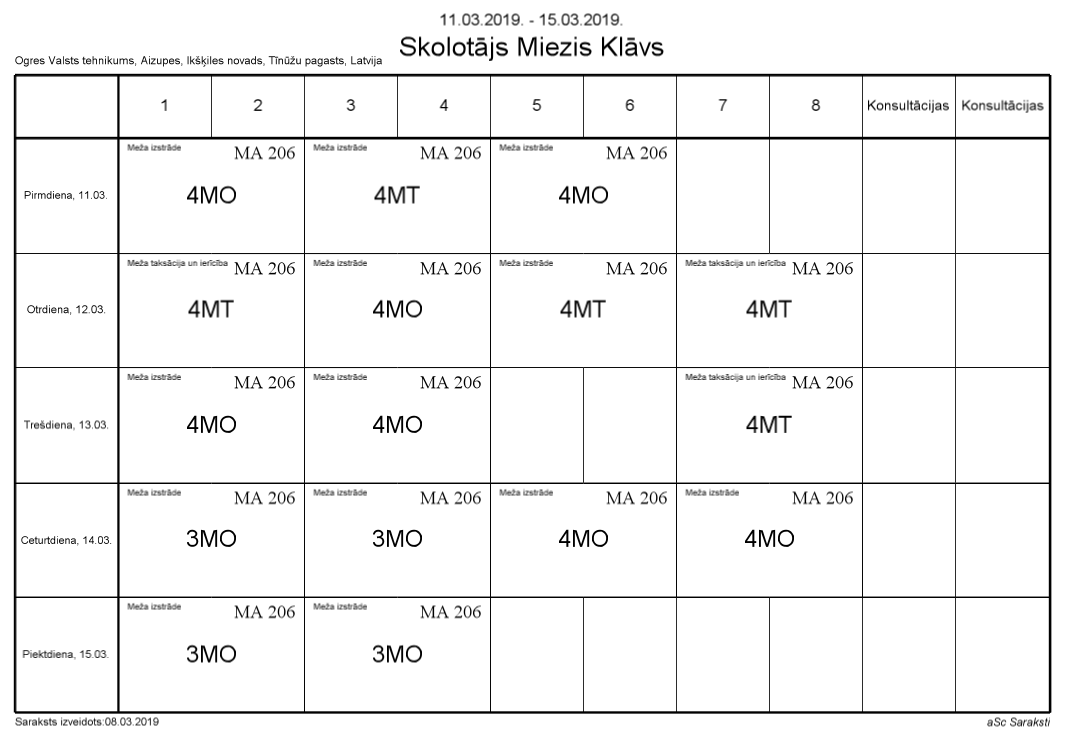 11.03.2019. - 15.03.2019.
Skolotājs Miezis Klāvs
Ogres Valsts tehnikums, Aizupes, Ikšķiles novads, Tīnūžu pagasts, Latvija
1 2 3 4 5 6 7 8 Konsultācijas Konsultācijas
Meža izstrāde MA 206 Meža izstrāde MA 206 Meža izstrāde MA 206
Pirmdiena, 11.03. 4MO 4MT 4MO
Meža taksācija un ierīcība MA 206 Meža izstrāde MA 206 Meža izstrāde MA 206 Meža taksācija un ierīcība MA 206
Otrdiena, 12.03. 4MT 4MO 4MT 4MT
Meža izstrāde MA 206 Meža izstrāde MA 206 Meža taksācija un ierīcība MA 206
Trešdiena, 13.03. 4MO 4MO 4MT
Meža izstrāde MA 206 Meža izstrāde MA 206 Meža izstrāde MA 206 Meža izstrāde MA 206
Ceturtdiena, 14.03. 3MO 3MO 4MO 4MO
Meža izstrāde MA 206 Meža izstrāde MA 206
Piektdiena, 15.03. 3MO 3MO
Saraksts izveidots:08.03.2019 aSc Saraksti